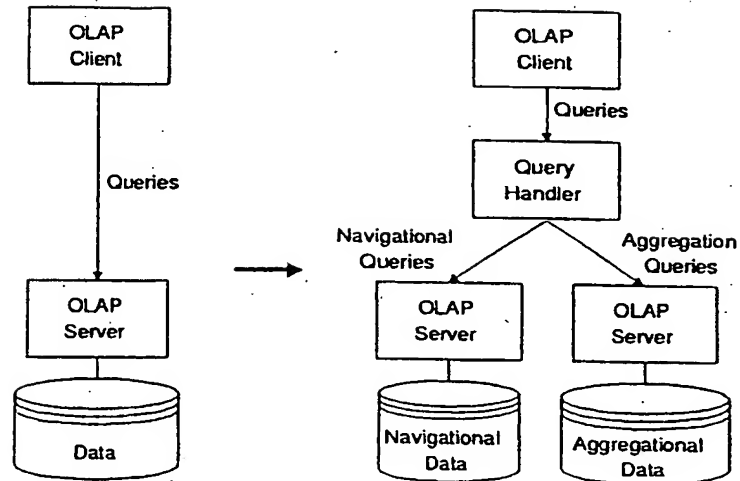 OLAP
Client
Queries
OLAP
Server
Data
OLAP
Client
Queries
Query
Handler
Navigational
Queries
Aggregation
Queries
OLAP
Server
OLAP
Server
Navigational
Data
Aggregational
Data